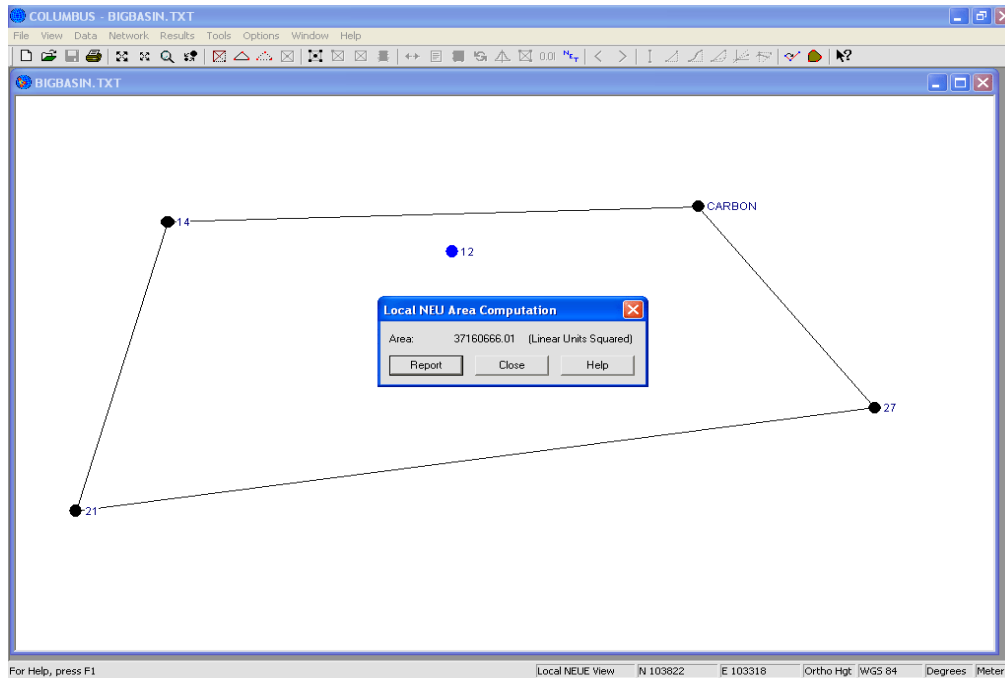 COLUMBUS - BIGBASIN.TXT
File View Data Network Results Tools Options Window Help
0.01
BIGBASIN.TXT
CARBON
14
12
Local NEU Area Computation
Area: 37160666.01 (Linear Units Squared)
Report Close Help
27
21
For Help, press F1 Local NEUE View N 103822 E 103318 Ortho Hgt WGS 84 Degrees Meter